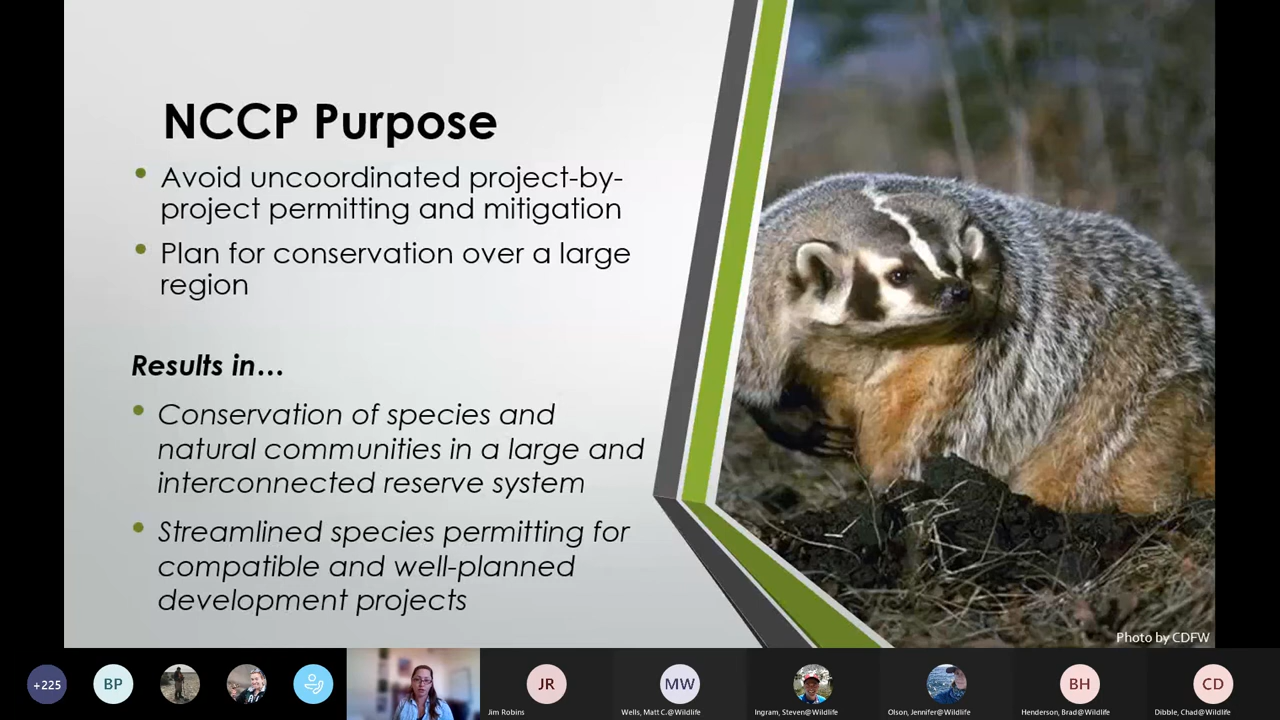 NCCP Purpose
• Avoid uncoordinated project-by-
project permitting and mitigation
• Plan for conservation over a large
region
Results in…
• Conservation of species and
natural communities in a large and
interconnected reserve system
• Streamlined species permitting for
compatible and well-planned
development projects
Photo by CDFW
+225
BP
JR
MW
BH
CD
Jim Robins
Wells, Matt C.@Wildlife
Ingram, Steven@Wildlife
Olson, Jennifer@Wildlife
Henderson, Brad@Wildlife
Dibble, Chad@Wildlife